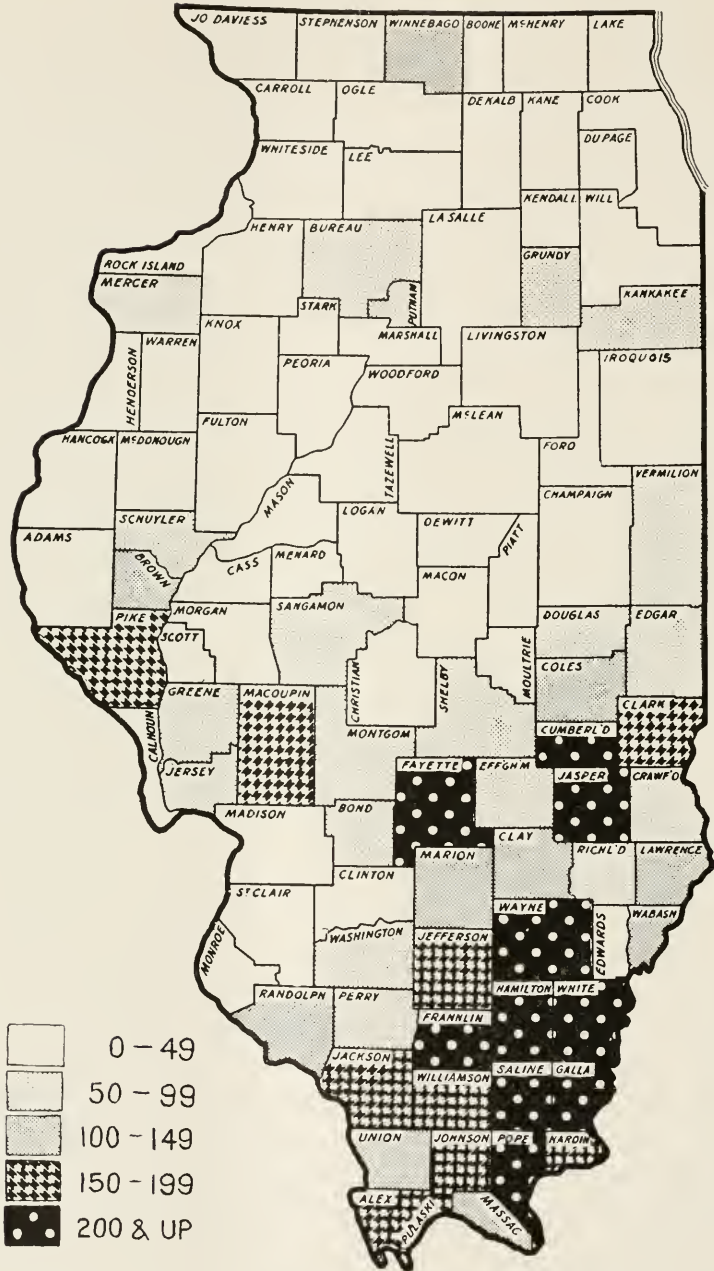 JO DAVIESS STEPHENSON WINNEBAGO BOONE McHENRY LAKE
CARROLL OGLE DEKALB KANE COOK
DUPAGE
WHITESIDE LEE
KENDALL WILL
HENRY BUREAU LASALLE
GRUNDY
ROCK ISLAND
MERCER
KANKAKEE
PUTNAM
STARK
KNOX MARSHALL LIVINGSTON
WARREN
HENDERSON
PEORIA WOODFORD IROQUOIS
FULTON McLEAN
HANCOCK McDONOUGH TAZEWELL FORD
VERMILION
MASON CHAMPAIGN
LOGAN
SCHUYLER DEWITT PIATT
ADAMS
BROWN CASS MENARD MACON
PIKE MORGAN SANGAMON DOUGLAS EDGAR
SCOTT CHRISTIAN SHELBY MOULTRIE COLES
GREENE MACOUPIN CLARK
CALHOUN MONTGOM CUMBERL'D
JERSEY FAYETTE EFFGHM JASPER CRAWF'D
MADISON BOND
CLAY
MARION RICHL'D LAWRENCE
CLINTON
ST CLAIR WAYNE
MONROE WASHINGTON JEFFERSON EDWARDS WABASH
RANDOLPH PERRY HAMILTON WHITE
FRANNLIN
JACKSON WILLIAMSON SALINE GALLA
UNION JOHNSON POPE HARDIN
ALEX PULASKI MASSAC
0-49
50-99
100-149
150-199
200 & UP